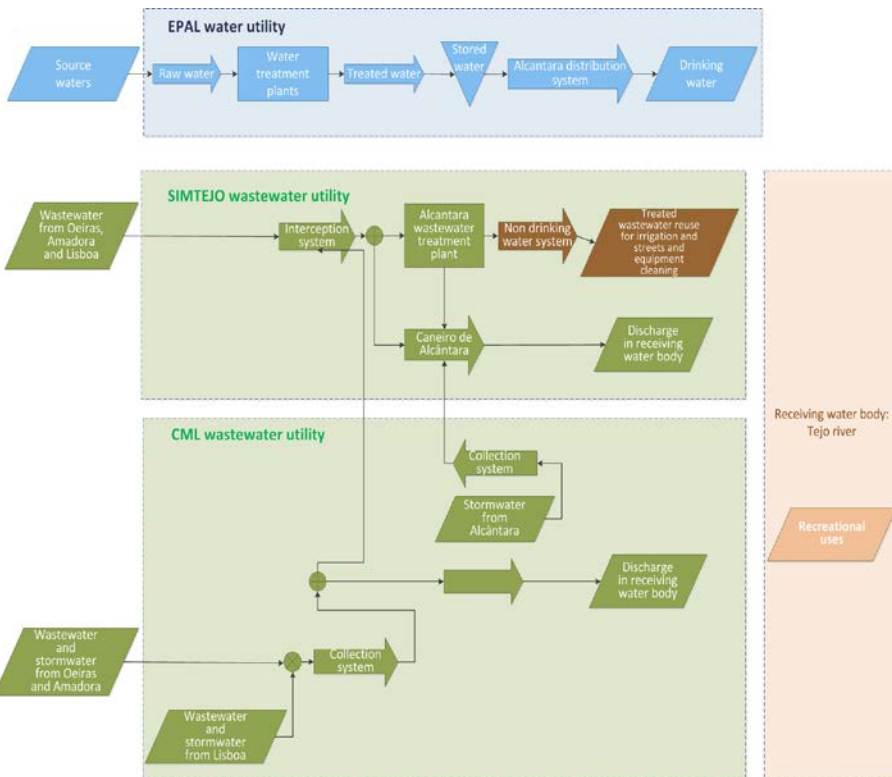 EPAL water utility
Source
waters
Raw water
Water
treatment
plants
Treated water
Stored
water
Alcantara distribution
system
Drinking
water
SIMTEJO wastewater utility
Wastewater
from Oeiras,
Amadora
and Lisboa
Interception
system
Alcantara
wastewater
treatment
plant
Non drinking
water system
Treated
wastewater reuse
for irrigation and
streets and
equipment
cleaning
Caneiro de
Alcântara
Discharge
in receiving
water body
Receiving water body:
Tejo river
Recreational
uses
CML wastewater utility
Collection
system
Stormwater
from
Alcântara
Discharge
in receiving
water body
Wastewater
and
stormwater
from Oeiras
and Amadora
Collection
system
Wastewater
and
stormwater
from Lisboa